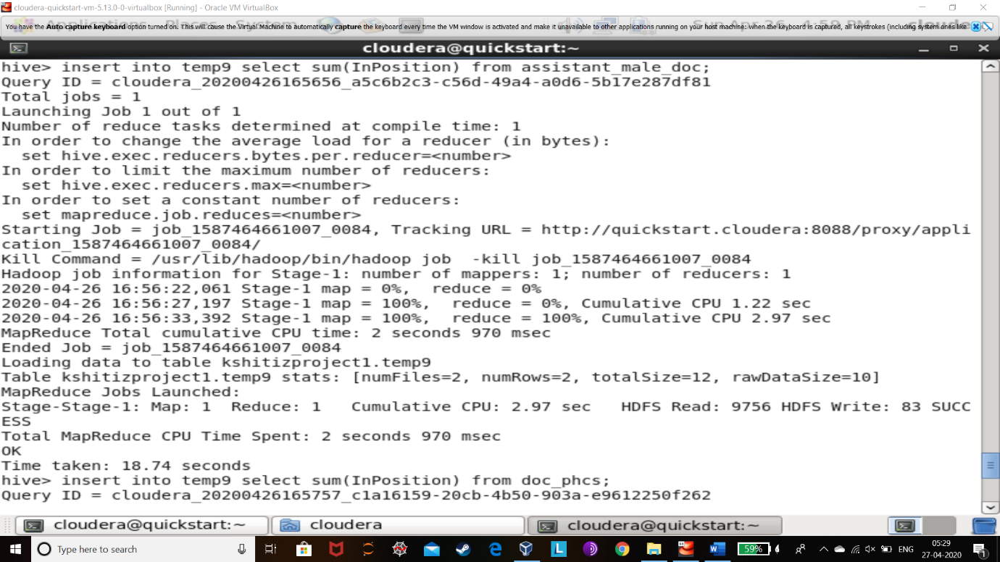 cloudera-quickstart-vm-5.13.0-0-virtualbox [Running] - Oracle VM VirtualBox
You have the Auto capture keyboard option turned on. This will cause the Virtual Machine to automatically capture the keyboard every time the VM window is activated and make it unavailable to other applications running on your host machine: when the keyboard is captured, all keystrokes (including system ones like
cloudera@quickstart:~
hive> insert into temp9 select sum(InPosition) from assistant_male_doc;
Query ID = cloudera_20200426165656_a5c6b2c3-c56d-49a4-a0d6-5b17e287df81
Total jobs = 1
Launching Job 1 out of 1
Number of reduce tasks determined at compile time: 1
In order to change the average load for a reducer (in bytes):
  set hive.exec.reducers.bytes.per.reducer=<number>
In order to limit the maximum number of reducers:
  set hive.exec.reducers.max=<number>
In order to set a constant number of reducers:
  set mapreduce.job.reduces=<number>
Starting Job = job_1587464661007_0084, Tracking URL = http://quickstart.cloudera:8088/proxy/appli
cation_1587464661007_0084/
Kill Command = /usr/lib/hadoop/bin/hadoop job  -kill job_1587464661007_0084
Hadoop job information for Stage-1: number of mappers: 1; number of reducers: 1
2020-04-26 16:56:22,061 Stage-1 map = 0%,  reduce = 0%
2020-04-26 16:56:27,197 Stage-1 map = 100%,  reduce = 0%, Cumulative CPU 1.22 sec
2020-04-26 16:56:33,392 Stage-1 map = 100%,  reduce = 100%, Cumulative CPU 2.97 sec
MapReduce Total cumulative CPU time: 2 seconds 970 msec
Ended Job = job_1587464661007_0084
Loading data to table kshitizproject1.temp9
Table kshitizproject1.temp9 stats: [numFiles=2, numRows=2, totalSize=12, rawDataSize=10]
MapReduce Jobs Launched:
Stage-Stage-1: Map: 1  Reduce: 1   Cumulative CPU: 2.97 sec   HDFS Read: 9756 HDFS Write: 83 SUCC
ESS
Total MapReduce CPU Time Spent: 2 seconds 970 msec
OK
Time taken: 18.74 seconds
hive> insert into temp9 select sum(InPosition) from doc_phcs;
Query ID = cloudera_20200426165757_c1a16159-20cb-4b50-903a-e9612250f262
cloudera@quickstart:~ cloudera cloudera@quickstart:~
Type here to search 59% ENG 05:29
27-04-2020 1